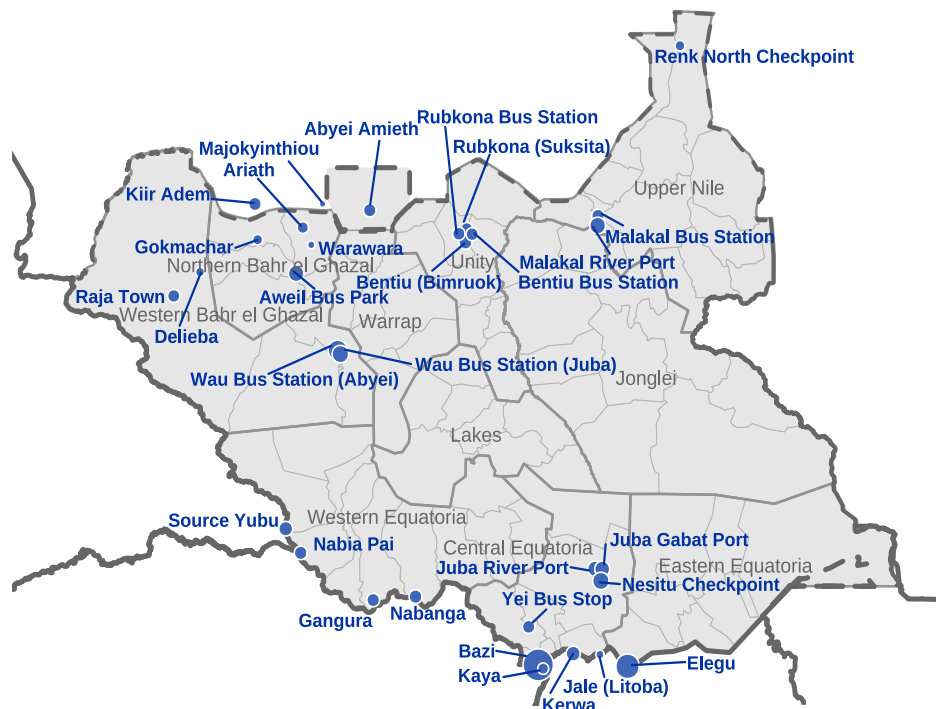 Renk North Checkpoint
Rubkona Bus Station
Abyei Amieth
Rubkona (Suksita)
Majokyinthiou
Ariath
Kiir Adem
Upper Nile
Gokmachar
Warawara
Malakal Bus Station
Northern Bahr el Ghazal
Unity
Malakal River Port
Bentiu (Bimruok)
Bentiu Bus Station
Raja Town
Aweil Bus Park
Western Bahr el Ghazal
Warrap
Delieba
Wau Bus Station (Juba)
Wau Bus Station (Abyei)
Jonglei
Lakes
Source Yubu
Western Equatoria
Nabia Pai
Central Equatoria
Juba Gabat Port
Juba River Port
Eastern Equatoria
Nesitu Checkpoint
Yei Bus Stop
Gangura
Nabanga
Bazi
Elegu
Kaya
Jale (Litoba)
Kerwa